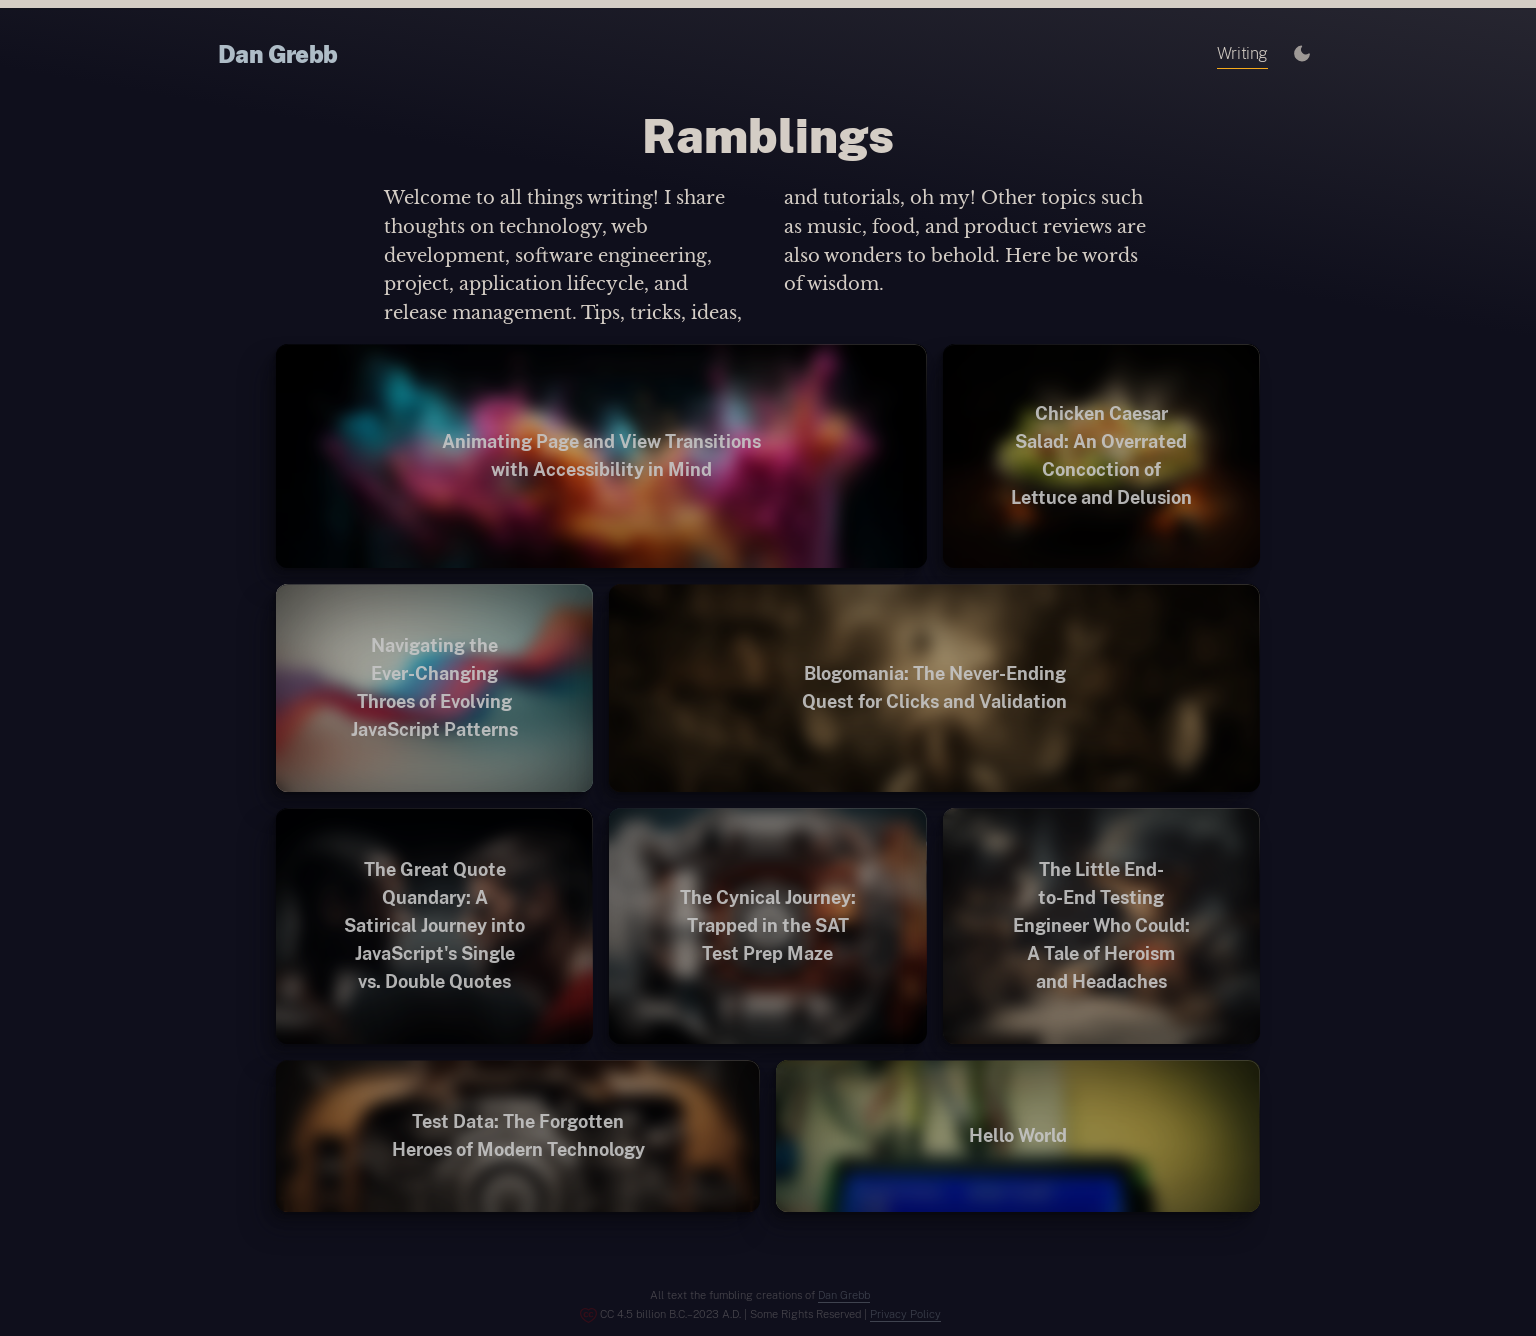 Dan Grebb
Writing
Ramblings
Welcome to all things writing! I share
thoughts on technology, web
development, software engineering,
project, application lifecycle, and
release management. Tips, tricks, ideas,
and tutorials, oh my! Other topics such
as music, food, and product reviews are
also wonders to behold. Here be words
of wisdom.
Animating Page and View Transitions
with Accessibility in Mind
Chicken Caesar
Salad: An Overrated
Concoction of
Lettuce and Delusion
Navigating the
Ever-Changing
Throes of Evolving
JavaScript Patterns
Blogomania: The Never-Ending
Quest for Clicks and Validation
The Great Quote
Quandary: A
Satirical Journey into
JavaScript's Single
vs. Double Quotes
The Cynical Journey:
Trapped in the SAT
Test Prep Maze
The Little End-
to-End Testing
Engineer Who Could:
A Tale of Heroism
and Headaches
Test Data: The Forgotten
Heroes of Modern Technology
Hello World
All text the fumbling creations of Dan Grebb
CC 4.5 billion B.C.–2023 A.D. | Some Rights Reserved | Privacy Policy